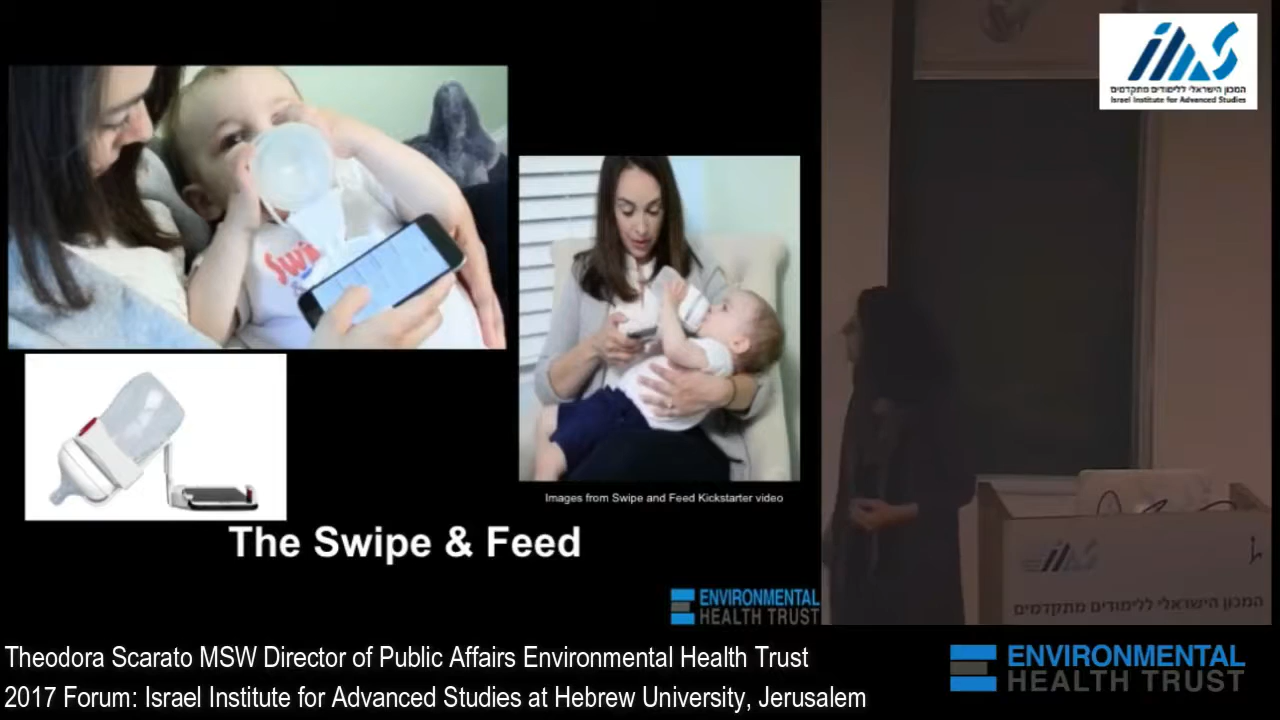 המכון הישראלי ללימודים מתקדמים
Israel Institute for Advanced Studies
Images from Swipe and Feed Kickstarter video
The Swipe & Feed
ENVIRONMENTAL
HEALTH TRUST
המכון הישראלי ללימודים מתקדמים
Theodora Scarato MSW Director of Public Affairs Environmental Health Trust
2017 Forum: Israel Institute for Advanced Studies at Hebrew University, Jerusalem
ENVIRONMENTAL
HEALTH TRUST